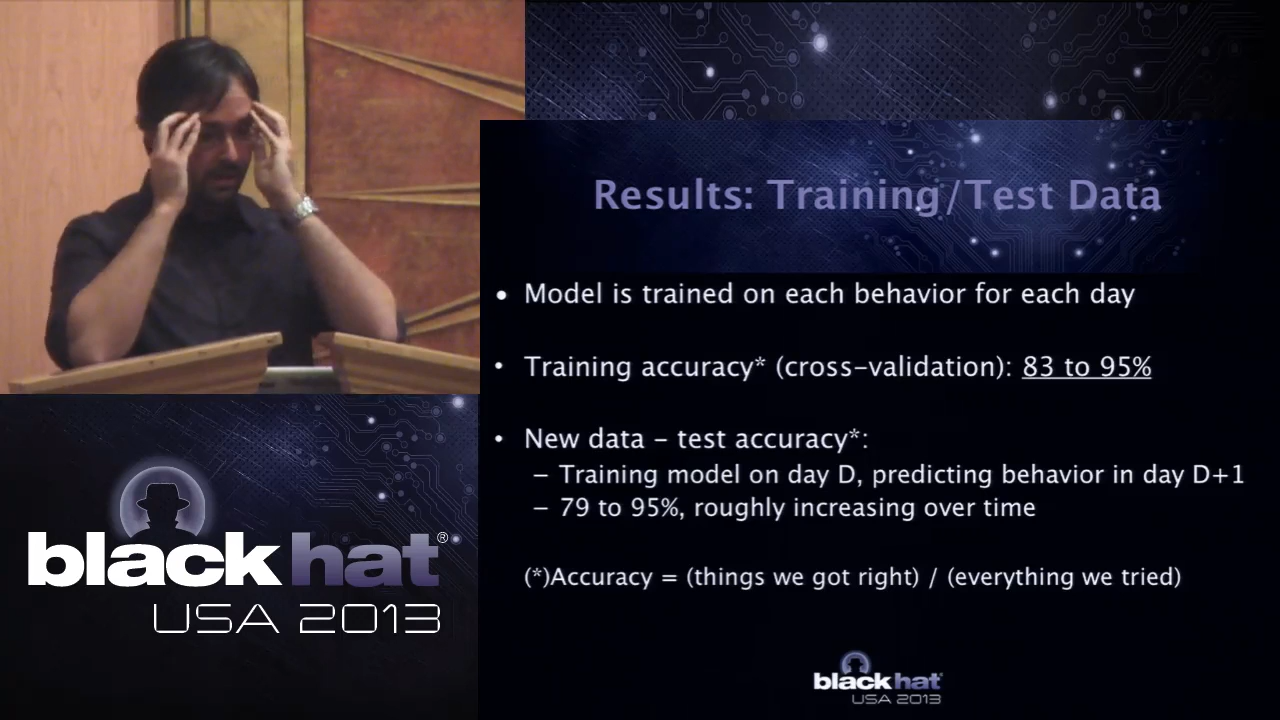 Results: Training/Test Data
• Model is trained on each behavior for each day
• Training accuracy* (cross-validation): 83 to 95%
• New data - test accuracy*:
– Training model on day D, predicting behavior in day D+1
– 79 to 95%, roughly increasing over time
(*)Accuracy = (things we got right) / (everything we tried)
black hat®
USA 2013
black hat
USA 2013